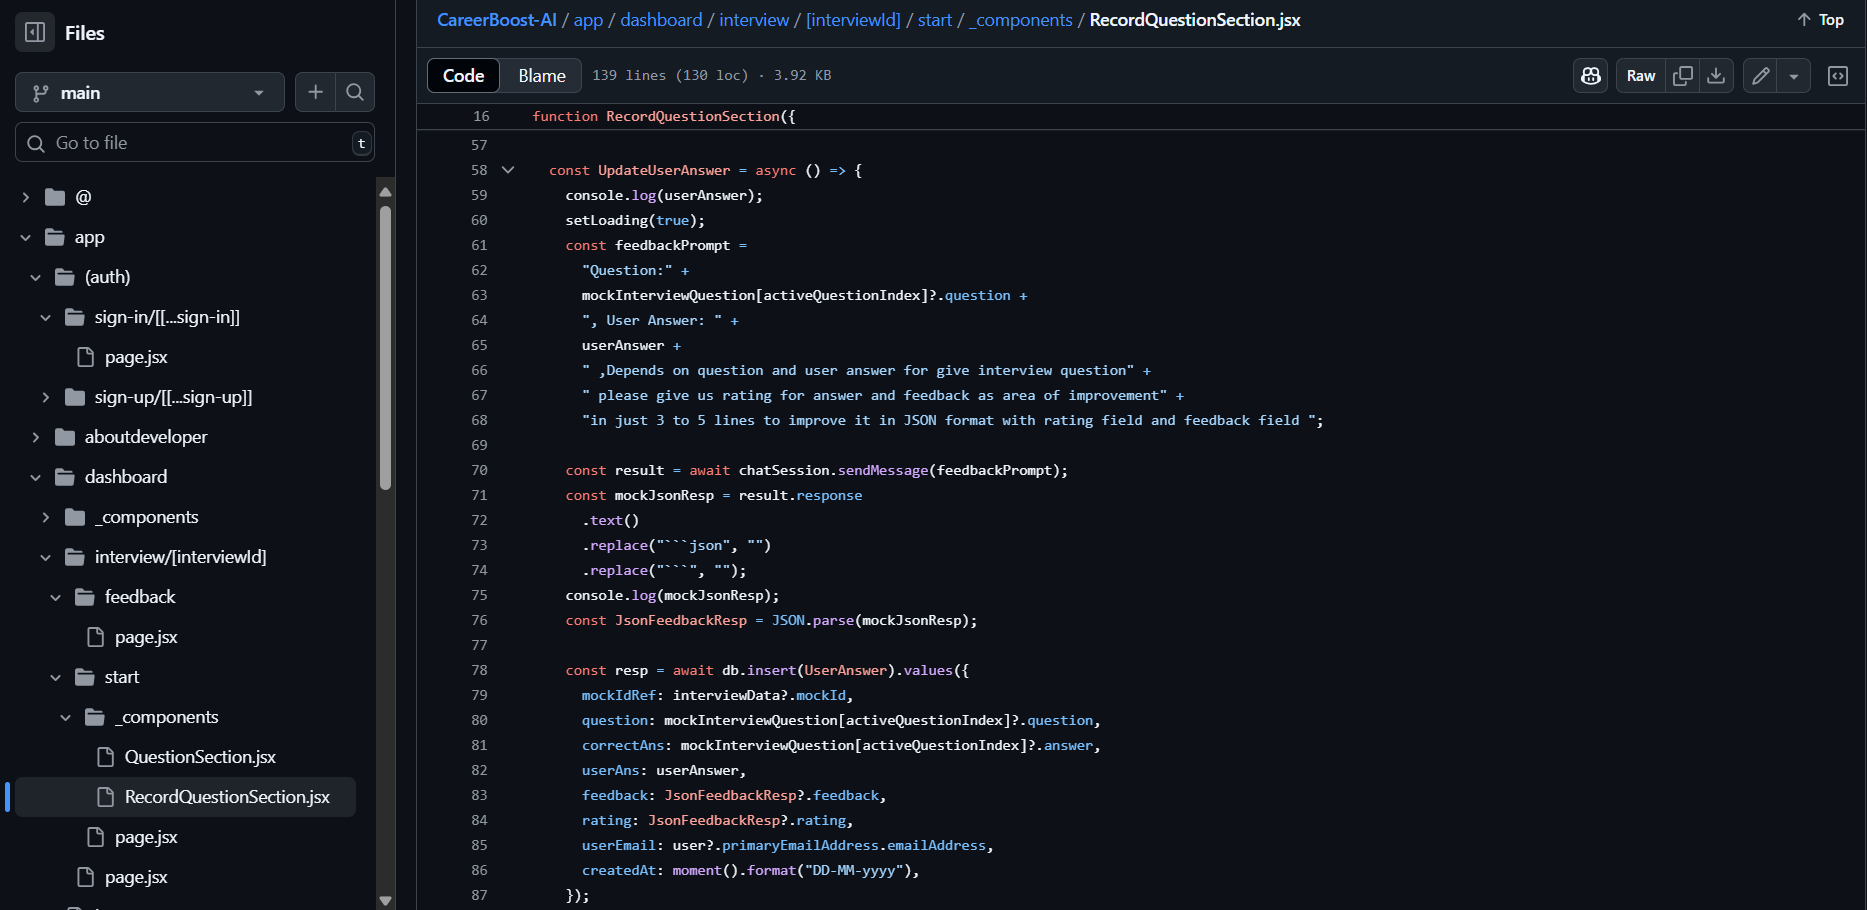 Files
main
Go to file
t
@
app
(auth)
sign-in/[[...sign-in]]
page.jsx
sign-up/[[...sign-up]]
aboutdeveloper
dashboard
_components
interview/[interviewId]
feedback
page.jsx
start
_components
QuestionSection.jsx
RecordQuestionSection.jsx
page.jsx
page.jsx
CareerBoost-AI / app / dashboard / interview / [interviewId] / start / _components / RecordQuestionSection.jsx
Top
Code Blame 139 lines (130 loc) · 3.92 KB
Raw
16 function RecordQuestionSection({
57
58 const UpdateUserAnswer = async () => {
59 console.log(userAnswer);
60 setLoading(true);
61 const feedbackPrompt =
62 "Question:" +
63 mockInterviewQuestion[activeQuestionIndex]?.question +
64 ", User Answer: " +
65 userAnswer +
66 " ,Depends on question and user answer for give interview question" +
67 " please give us rating for answer and feedback as area of improvement" +
68 "in just 3 to 5 lines to improve it in JSON format with rating field and feedback field ";
69
70 const result = await chatSession.sendMessage(feedbackPrompt);
71 const mockJsonResp = result.response
72 .text()
73 .replace("```json", "")
74 .replace("```", "");
75 console.log(mockJsonResp);
76 const JsonFeedbackResp = JSON.parse(mockJsonResp);
77
78 const resp = await db.insert(UserAnswer).values({
79 mockIdRef: interviewData?.mockId,
80 question: mockInterviewQuestion[activeQuestionIndex]?.question,
81 correctAns: mockInterviewQuestion[activeQuestionIndex]?.answer,
82 userAns: userAnswer,
83 feedback: JsonFeedbackResp?.feedback,
84 rating: JsonFeedbackResp?.rating,
85 userEmail: user?.primaryEmailAddress.emailAddress,
86 createdAt: moment().format("DD-MM-yyyy"),
87 });